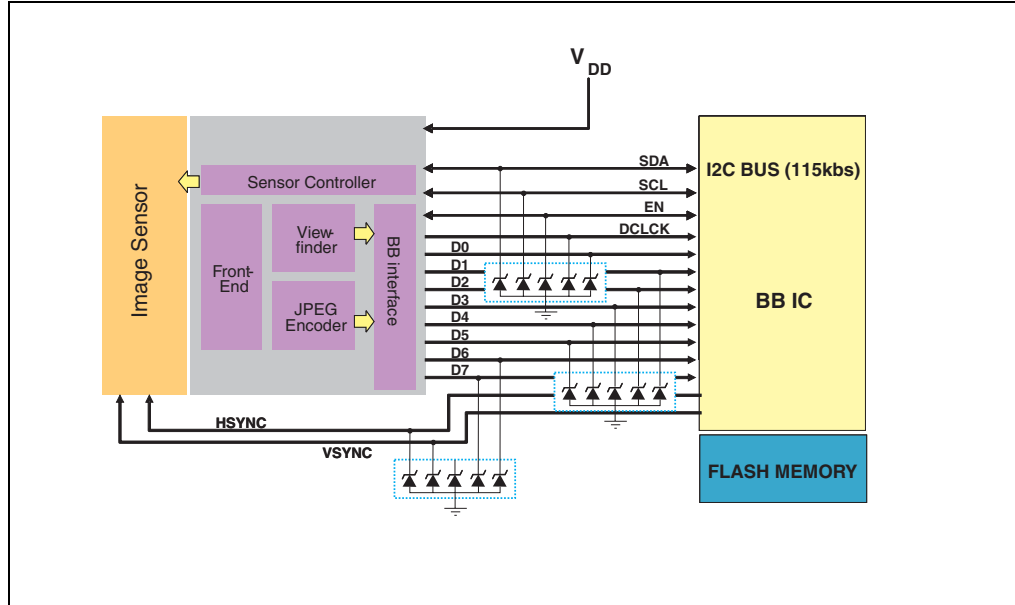 V DD
Image Sensor
Sensor Controller
Front-
End
View-
finder
JPEG
Encoder
BB interface
SDA
SCL
EN
DCLCK
D0
D1
D2
D3
D4
D5
D6
D7
HSYNC
VSYNC
I2C BUS (115kbs)
BB IC
FLASH MEMORY